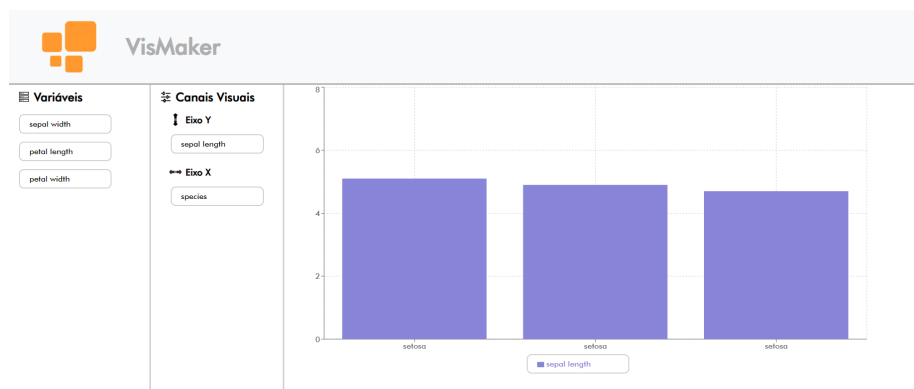 VisMaker
Variáveis
sepal width
petal length
petal width
Canais Visuais
Eixo Y
sepal length
Eixo X
species
8
6
4
2
0
setosa
setosa
setosa
sepal length